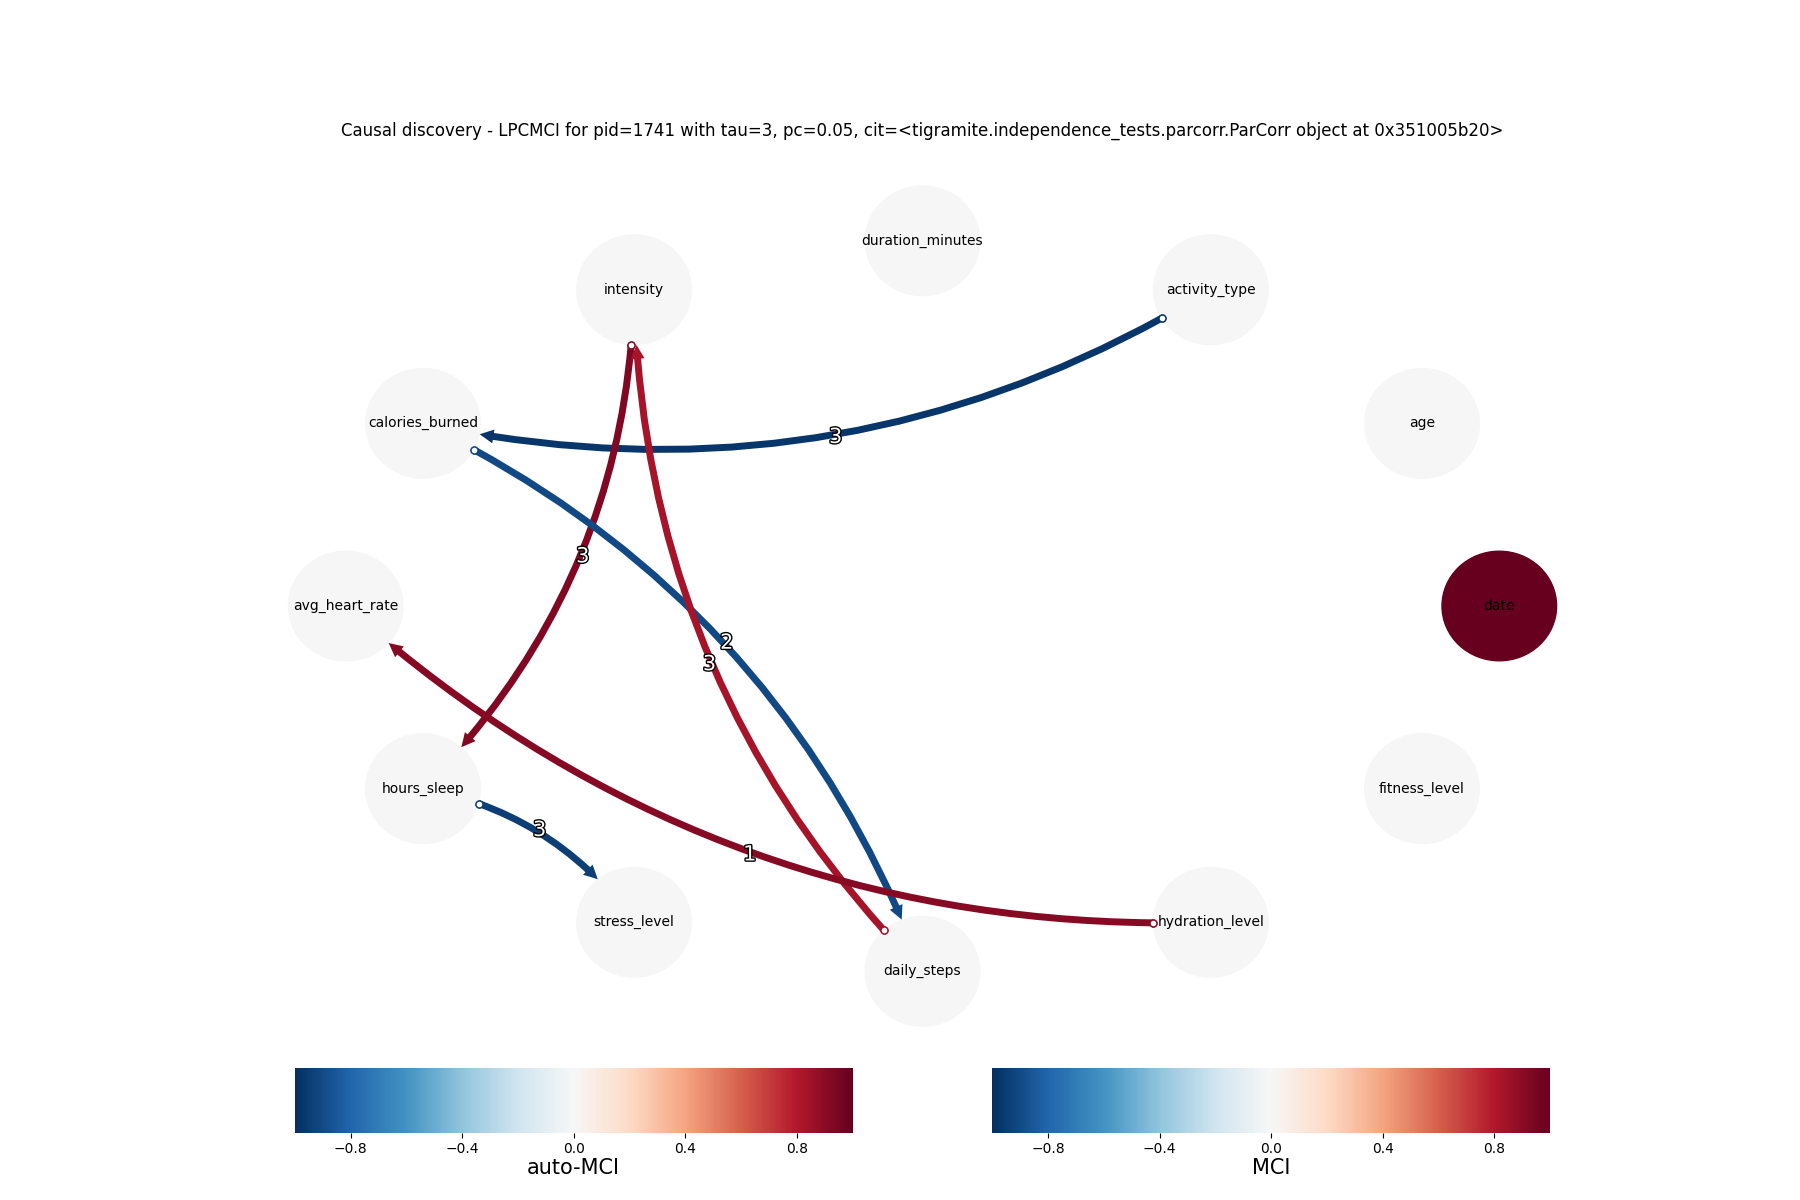 Causal discovery - LPCMCI for pid=1741 with tau=3, pc=0.05, cit=<tigramite.independence_tests.parcorr.ParCorr object at 0x351005b20>
duration_minutes
intensity
activity_type
calories_burned
age
3
3
avg_heart_rate
date
2
3
hours_sleep
fitness_level
3
1
stress_level
hydration_level
daily_steps
−0.8 −0.4 0.0 0.4 0.8
auto-MCI
−0.8 −0.4 0.0 0.4 0.8
MCI